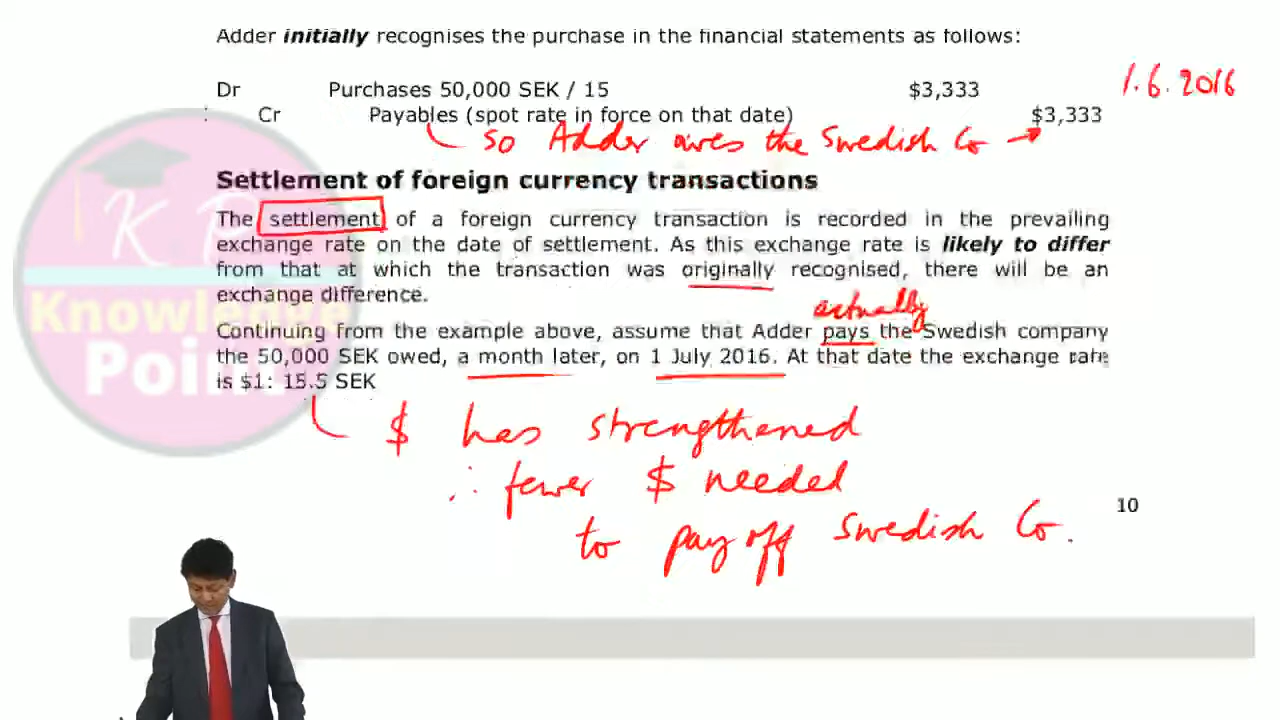 Adder initially recognises the purchase in the financial statements as follows:
Dr Purchases 50,000 SEK / 15 $3,333 1.6.2016
Cr Payables (spot rate in force on that date) $3,333
so Adder owes the Swedish Co →
Settlement of foreign currency transactions
The settlement of a foreign currency transaction is recorded in the prevailing
exchange rate on the date of settlement. As this exchange rate is likely to differ
from that at which the transaction was originally recognised, there will be an
exchange difference.
actually
Continuing from the example above, assume that Adder pays the Swedish company
the 50,000 SEK owed, a month later, on 1 July 2016. At that date the exchange rate
is $1: 15.5 SEK
$ has strengthened
∴ fewer $ needed
to pay off Swedish Co.
10
K P
Knowledge
Point